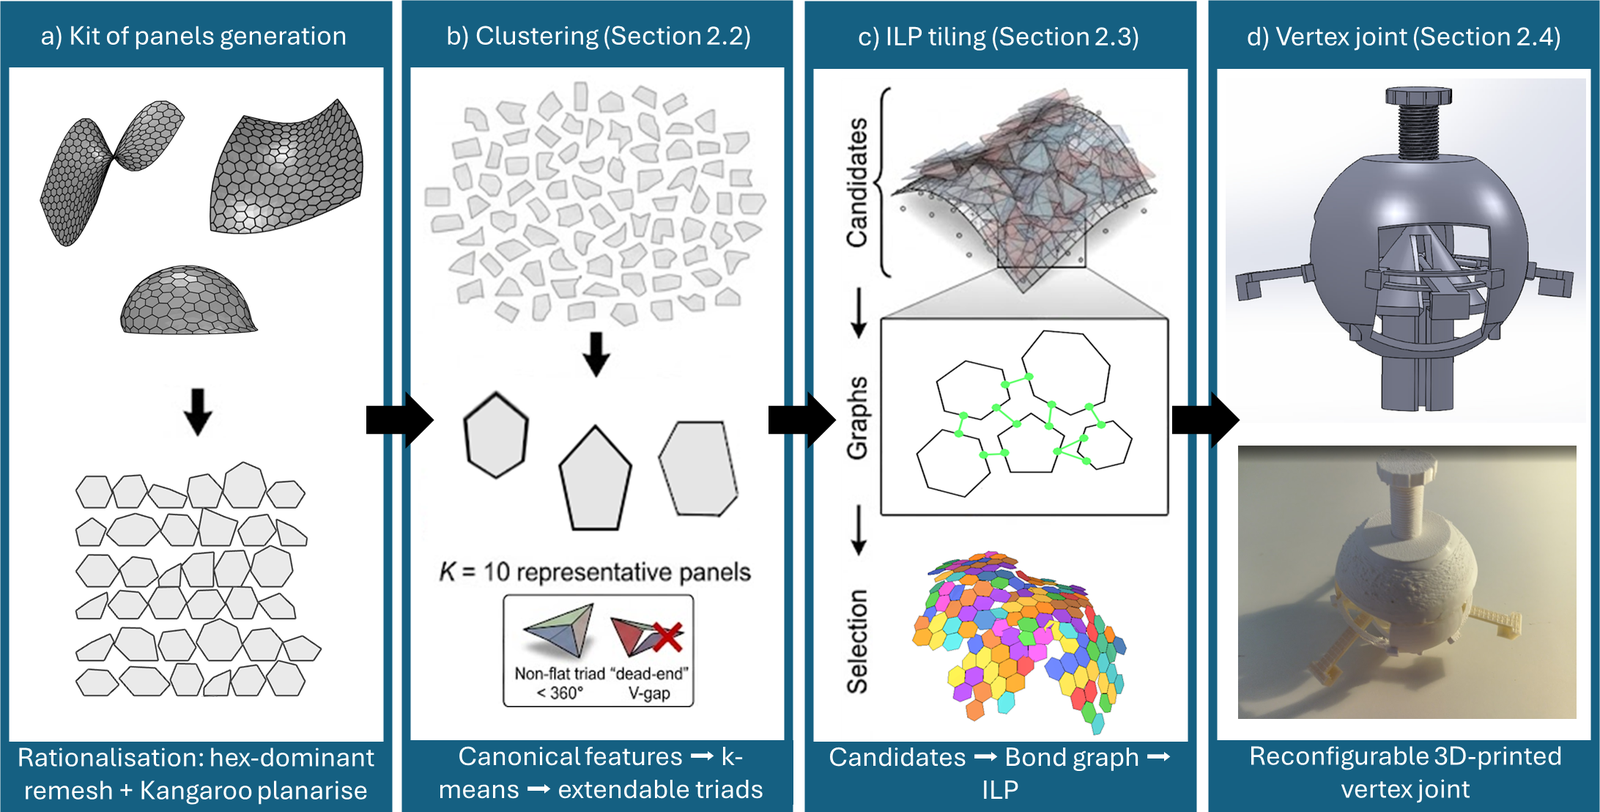 a) Kit of panels generation
Rationalisation: hex-dominant
remesh + Kangaroo planarise
b) Clustering (Section 2.2)
K = 10 representative panels
Non-flat triad
< 360°
“dead-end”
V-gap
Canonical features → k-
means → extendable triads
c) ILP tiling (Section 2.3)
Candidates
Graphs
Selection
Candidates → Bond graph →
ILP
d) Vertex joint (Section 2.4)
Reconfigurable 3D-printed
vertex joint